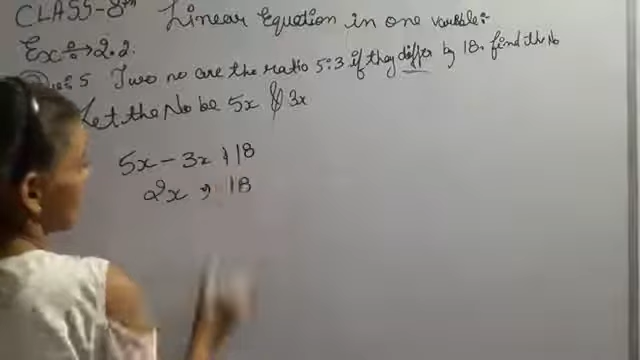 CLASS-8th Linear Equation in one variable:-
Ex ÷→ 2.2.
5 Two no are the ratio 5:3 if they differ by 18. find the No
Let the No be 5x & 3x
5x - 3x = 18
2x = 18